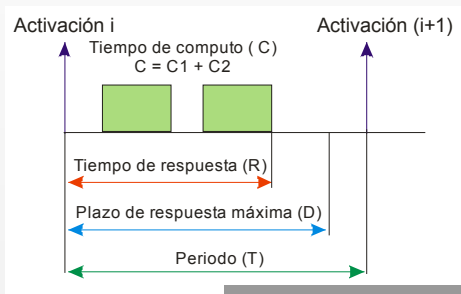 Activación i
Activación (i+1)
Tiempo de computo ( C)
C = C1 + C2
Tiempo de respuesta (R)
Plazo de respuesta máxima (D)
Periodo (T)